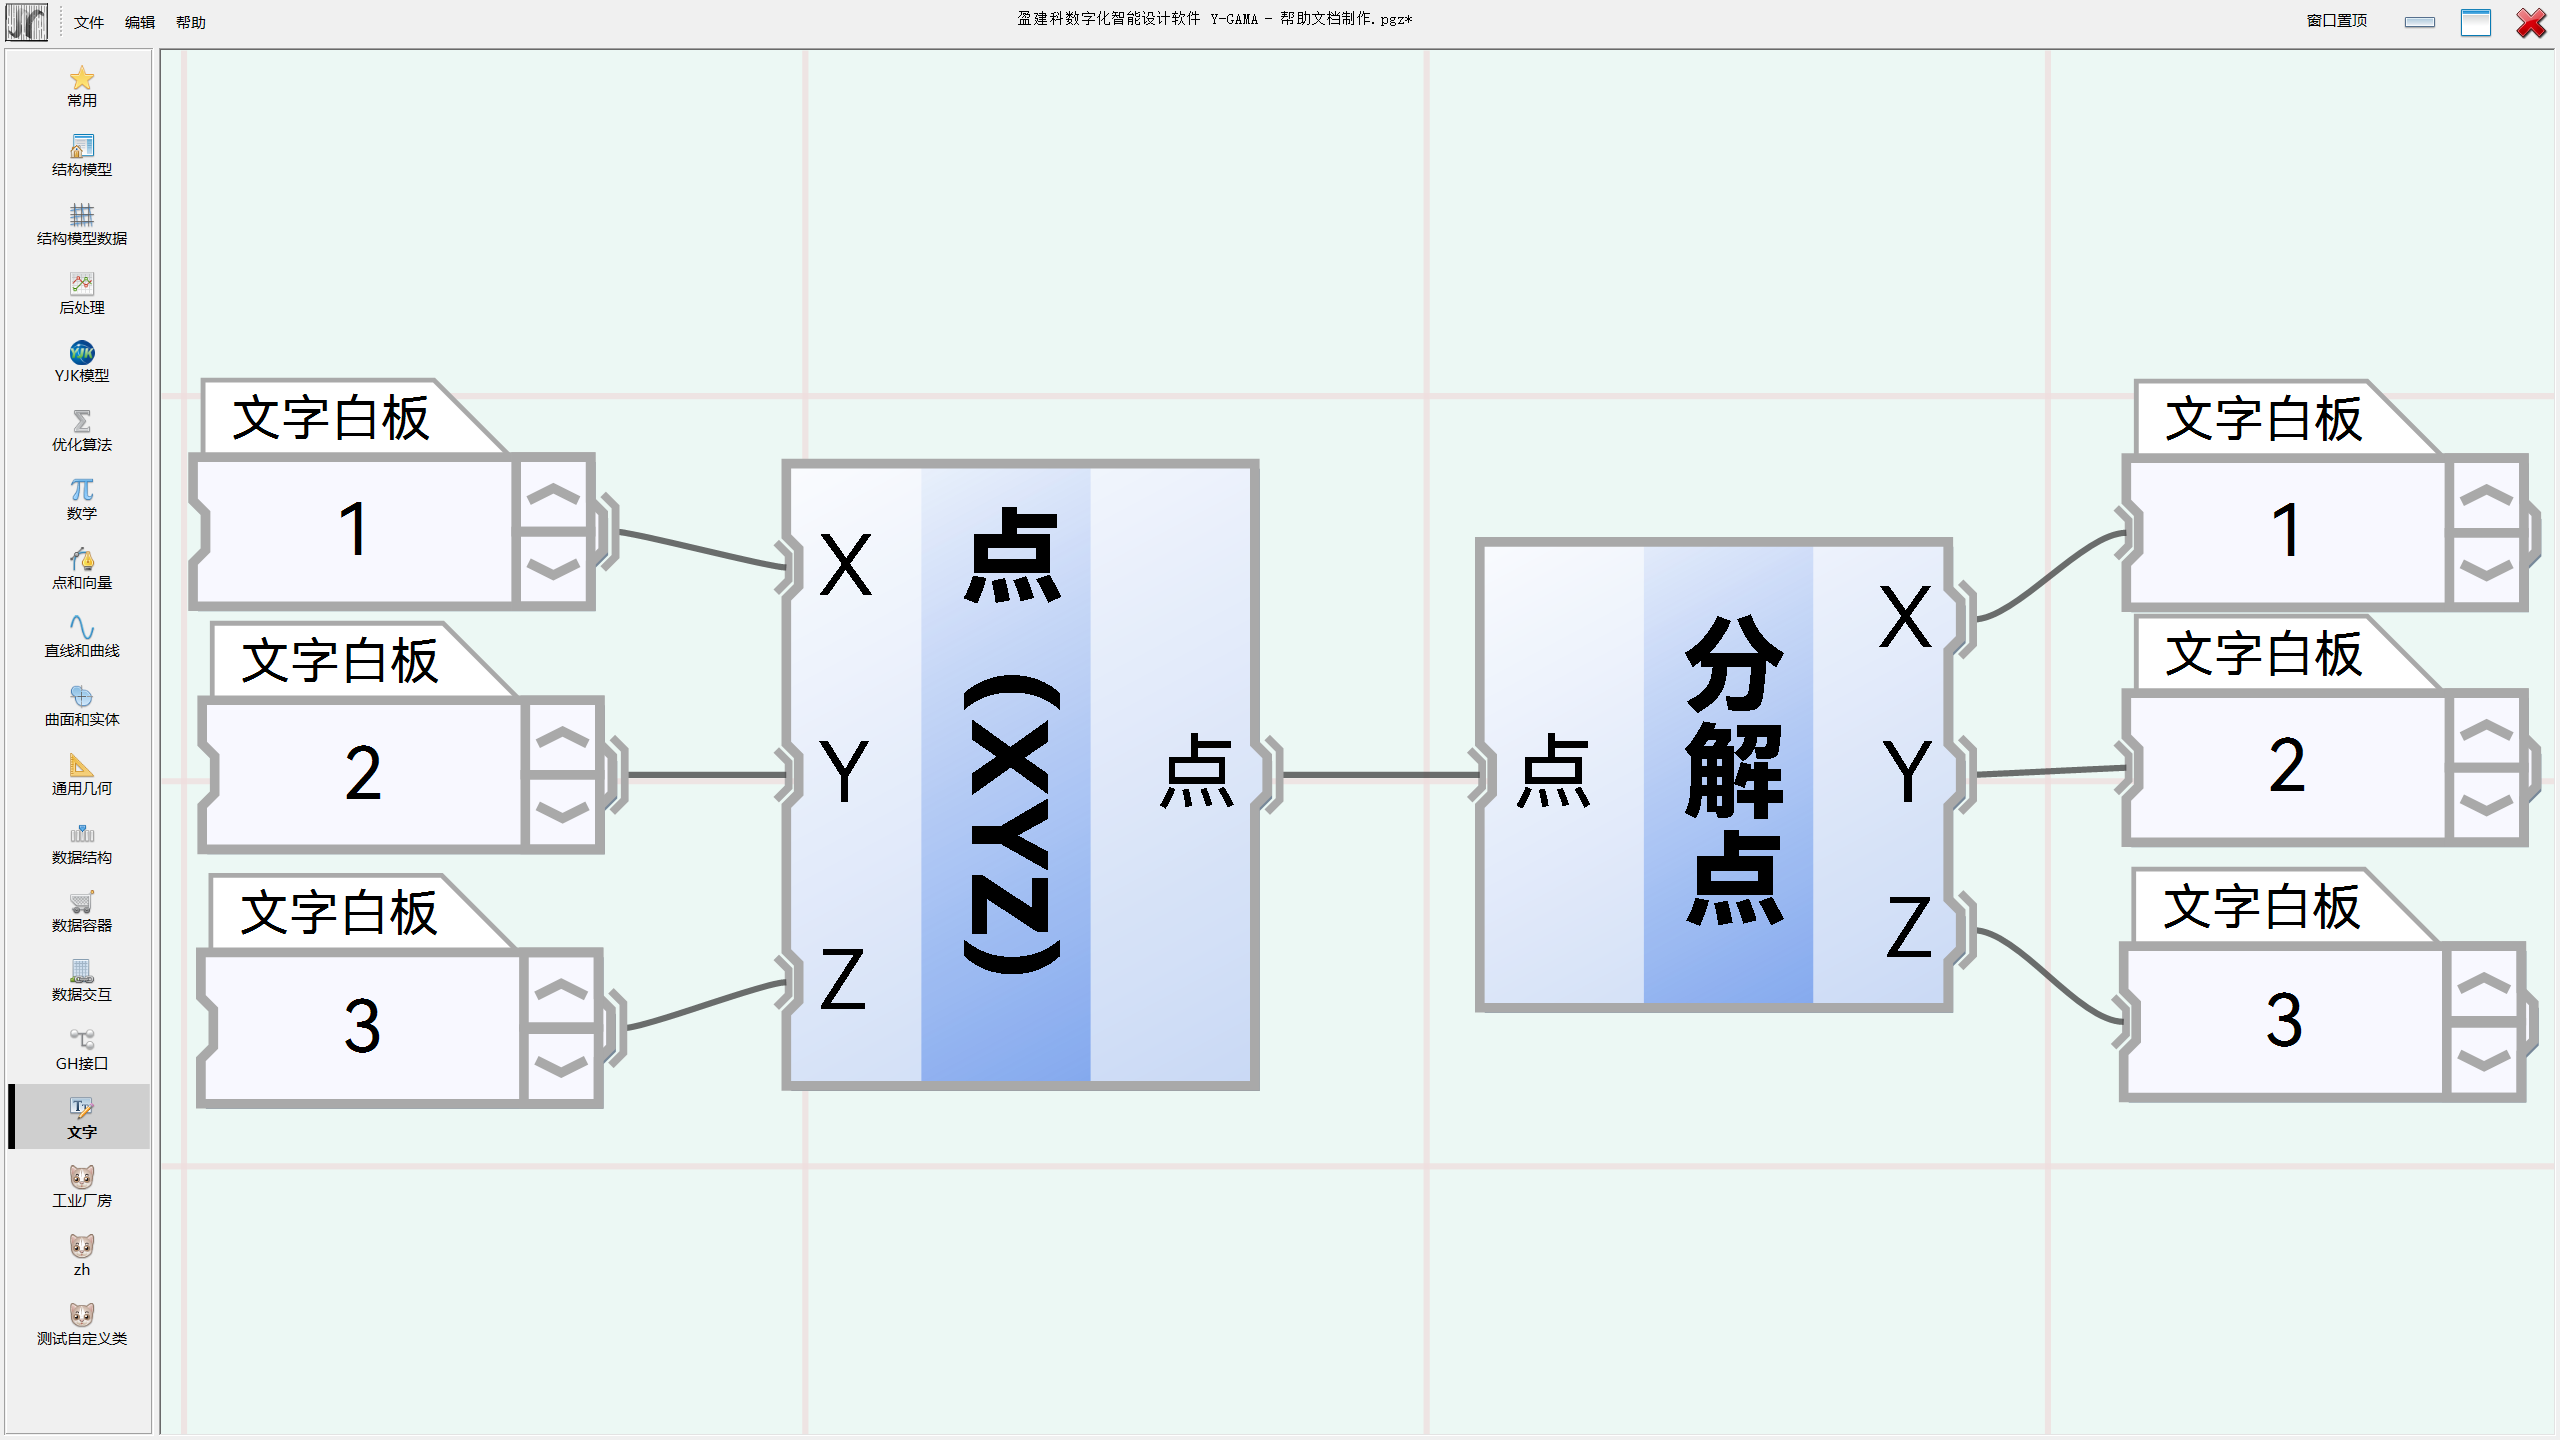 文件 编辑 帮助
盈建科数字化智能设计软件 Y-GAMA - 帮助文档制作.pgz*
窗口置顶
常用
结构模型
结构模型数据
后处理
YJK
YJK模型
优化算法
数学
点和向量
直线和曲线
曲面和实体
通用几何
数据结构
数据容器
数据交互
GH接口
文字
工业厂房
zh
测试自定义类
文字白板
1
文字白板
2
文字白板
3
X
Y
Z
点 (XYZ)
点
点
分解点
X
Y
Z
文字白板
1
文字白板
2
文字白板
3